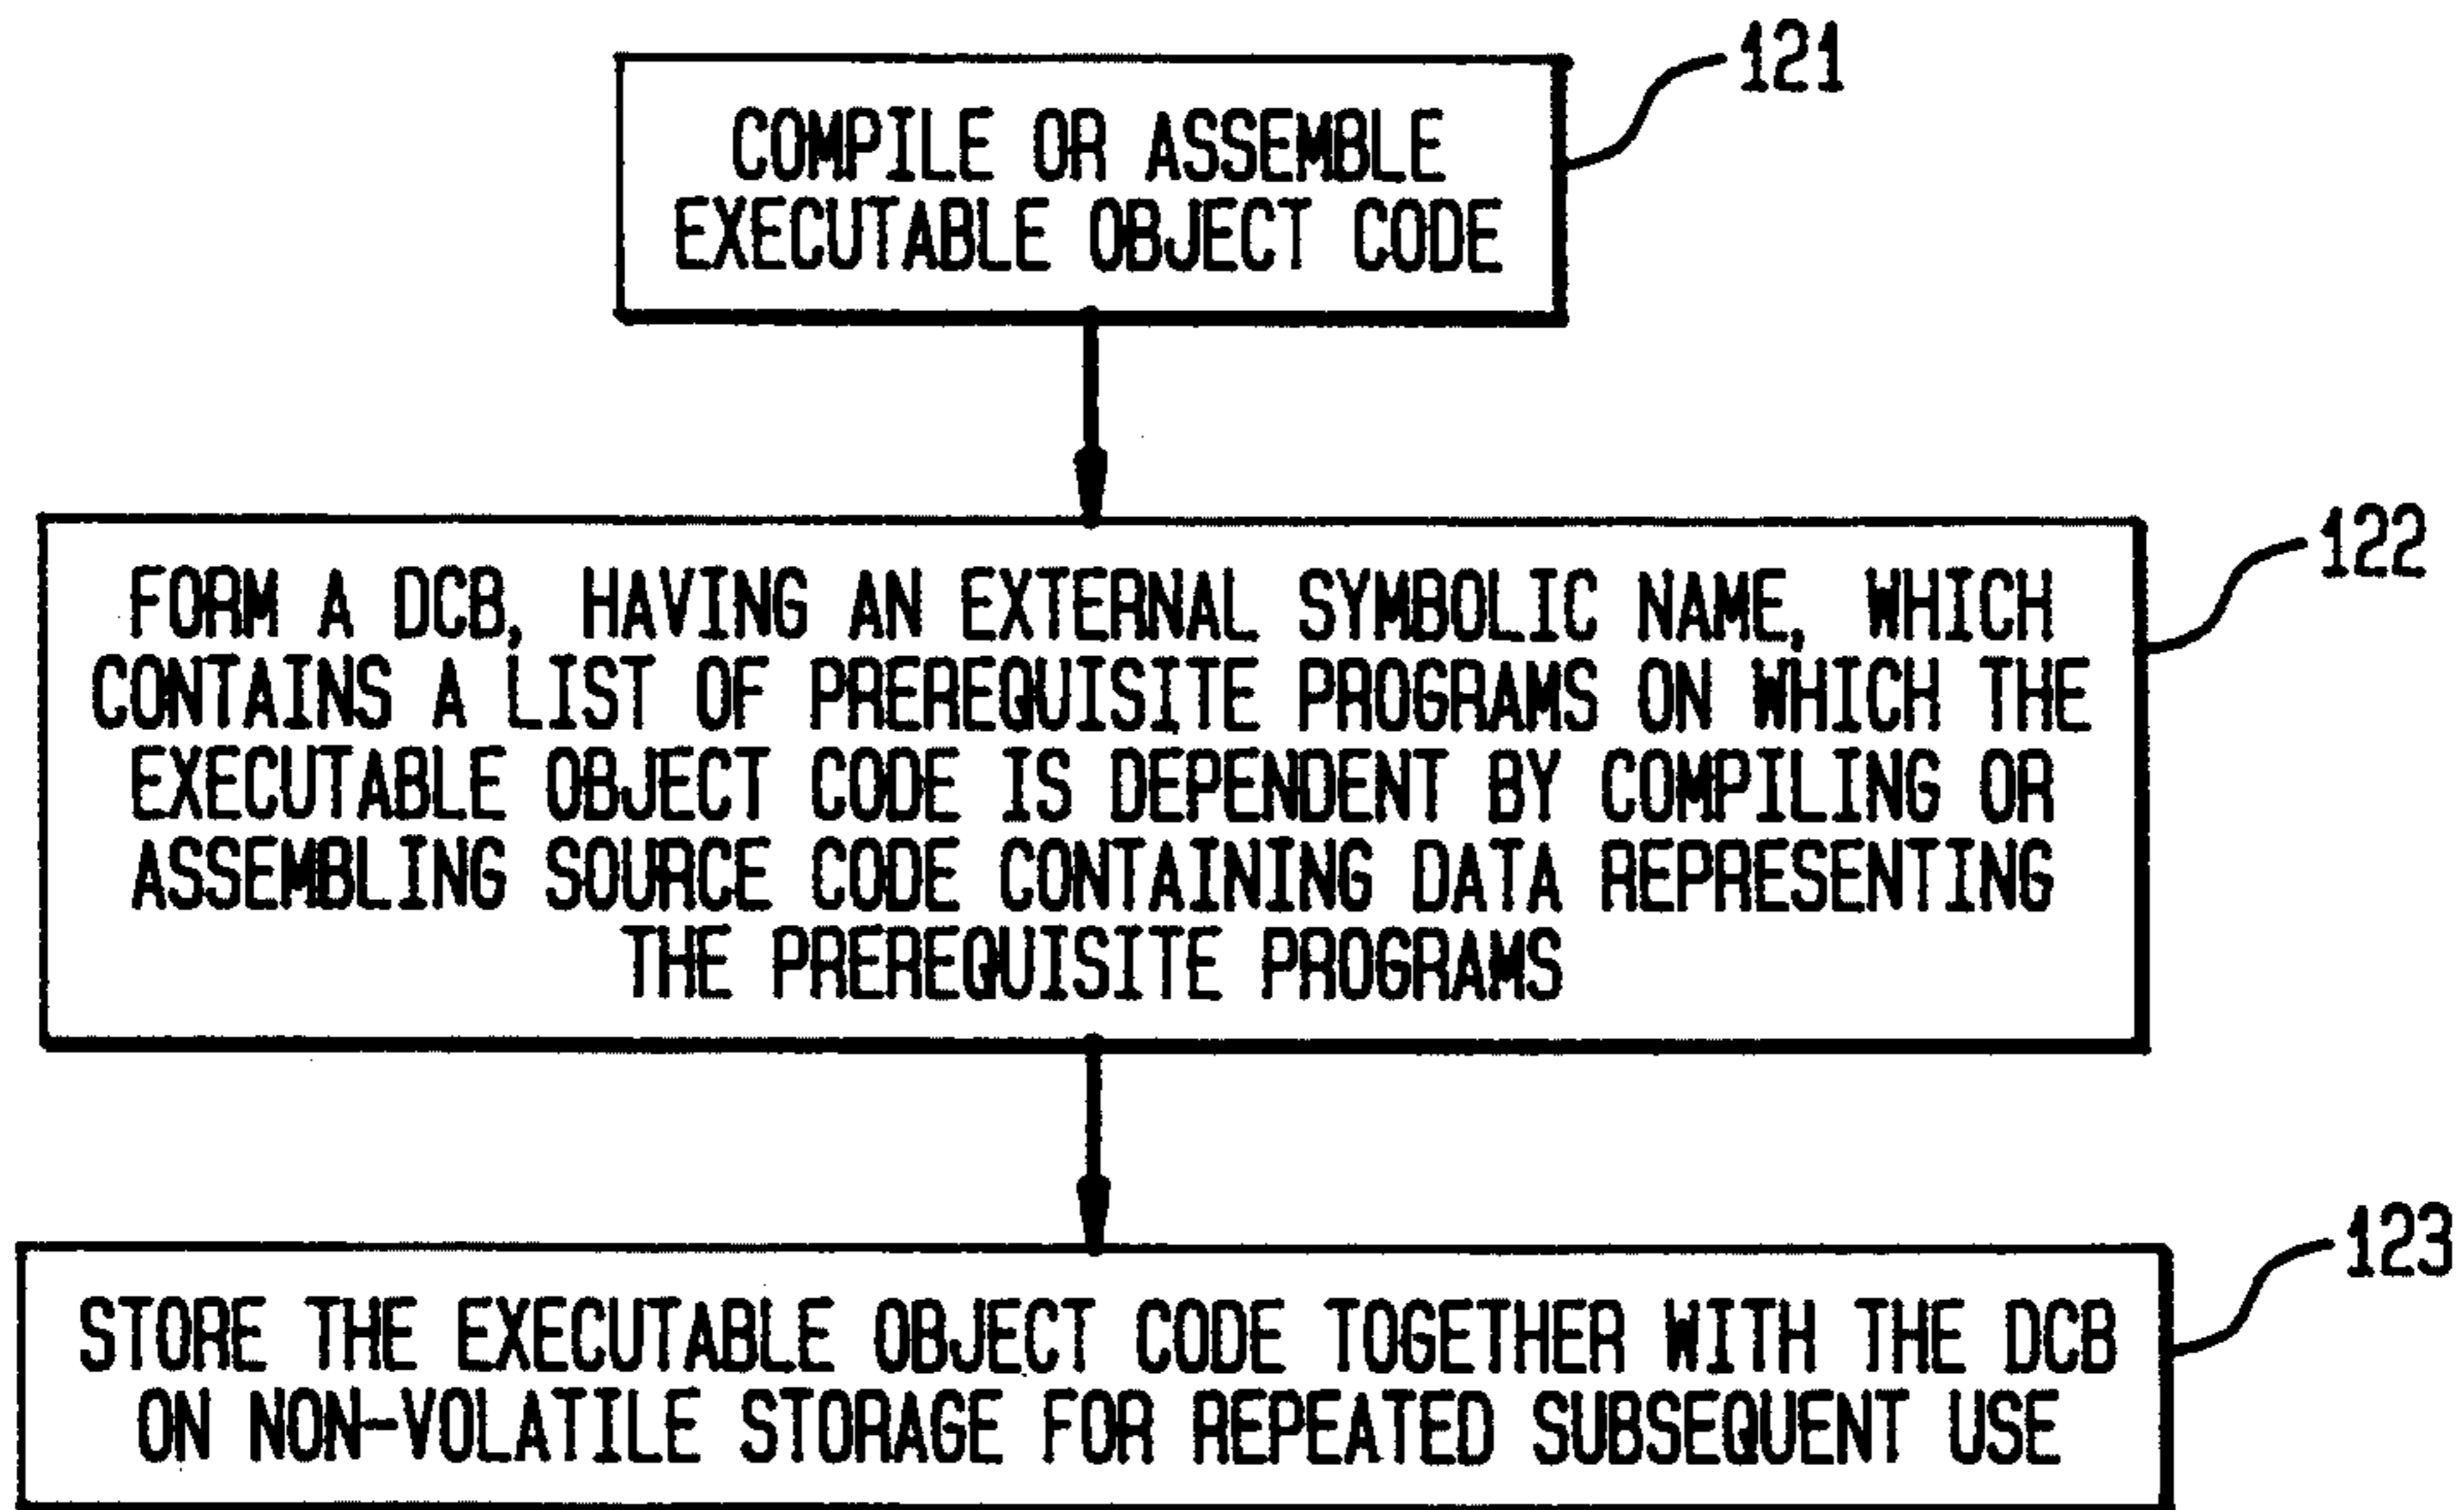 121
COMPILE OR ASSEMBLE
EXECUTABLE OBJECT CODE
122
FORM A DCB, HAVING AN EXTERNAL SYMBOLIC NAME, WHICH
CONTAINS A LIST OF PREREQUISITE PROGRAMS ON WHICH THE
EXECUTABLE OBJECT CODE IS DEPENDENT BY COMPILING OR
ASSEMBLING SOURCE CODE CONTAINING DATA REPRESENTING
THE PREREQUISITE PROGRAMS
123
STORE THE EXECUTABLE OBJECT CODE TOGETHER WITH THE DCB
ON NON-VOLATILE STORAGE FOR REPEATED SUBSEQUENT USE